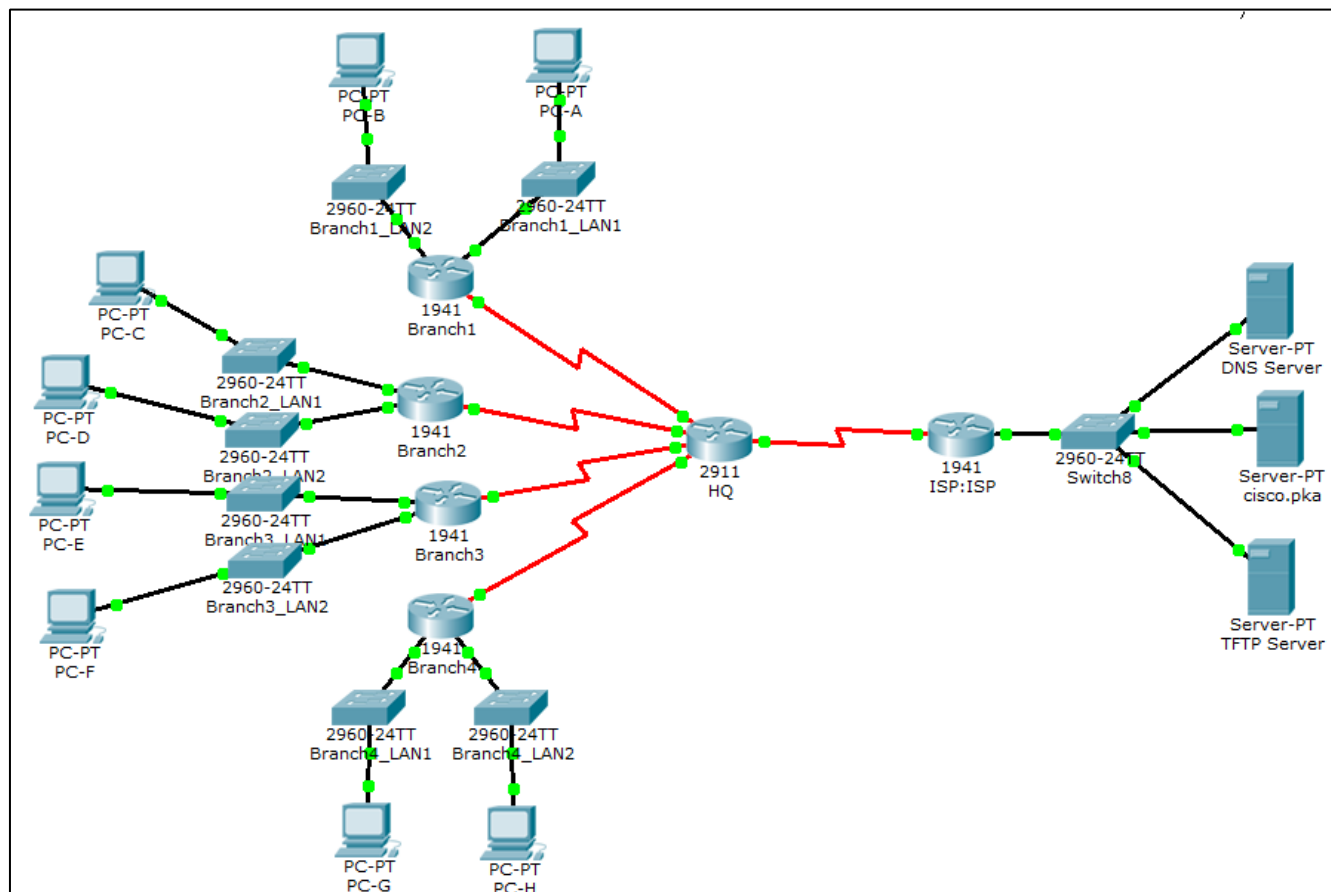 PC-PT
PC-B
PC-PT
PC-A
2960-24TT
Branch1_LAN2
2960-24TT
Branch1_LAN1
1941
Branch1
PC-PT
PC-C
2960-24TT
Branch2_LAN1
PC-PT
PC-D
2960-24TT
Branch2_LAN2
1941
Branch2
PC-PT
PC-E
2960-24TT
Branch3_LAN1
1941
Branch3
PC-PT
PC-F
2960-24TT
Branch3_LAN2
1941
Branch4
2960-24TT
Branch4_LAN1
2960-24TT
Branch4_LAN2
PC-PT
PC-G
PC-PT
PC-H
2911
HQ
1941
ISP:ISP
2960-24TT
Switch8
Server-PT
DNS Server
Server-PT
cisco.pka
Server-PT
TFTP Server